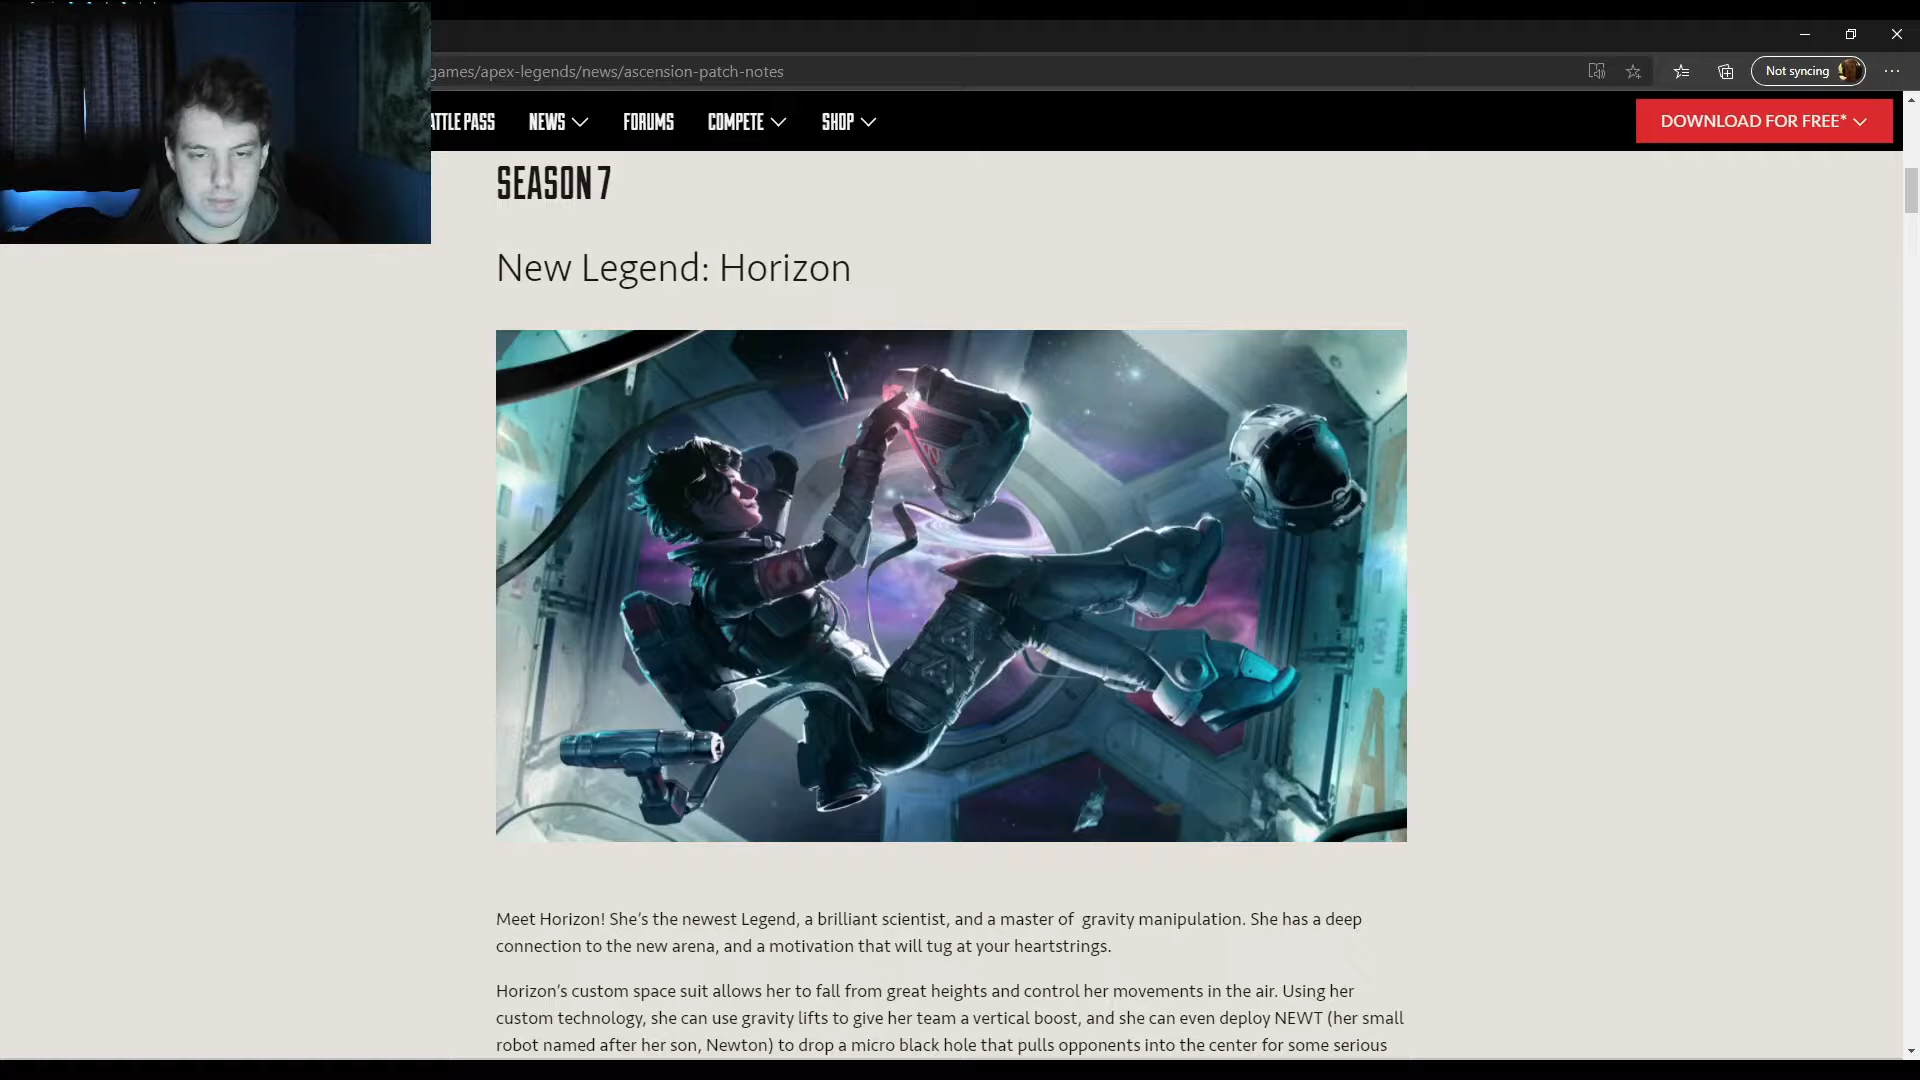 games/apex-legends/news/ascension-patch-notes
Not syncing
ATTLE PASS
NEWS
FORUMS
COMPETE
SHOP
DOWNLOAD FOR FREE*
SEASON 7
New Legend: Horizon
Meet Horizon! She’s the newest Legend, a brilliant scientist, and a master of gravity manipulation. She has a deep
connection to the new arena, and a motivation that will tug at your heartstrings.
Horizon’s custom space suit allows her to fall from great heights and control her movements in the air. Using her
custom technology, she can use gravity lifts to give her team a vertical boost, and she can even deploy NEWT (her small
robot named after her son, Newton) to drop a micro black hole that pulls opponents into the center for some serious